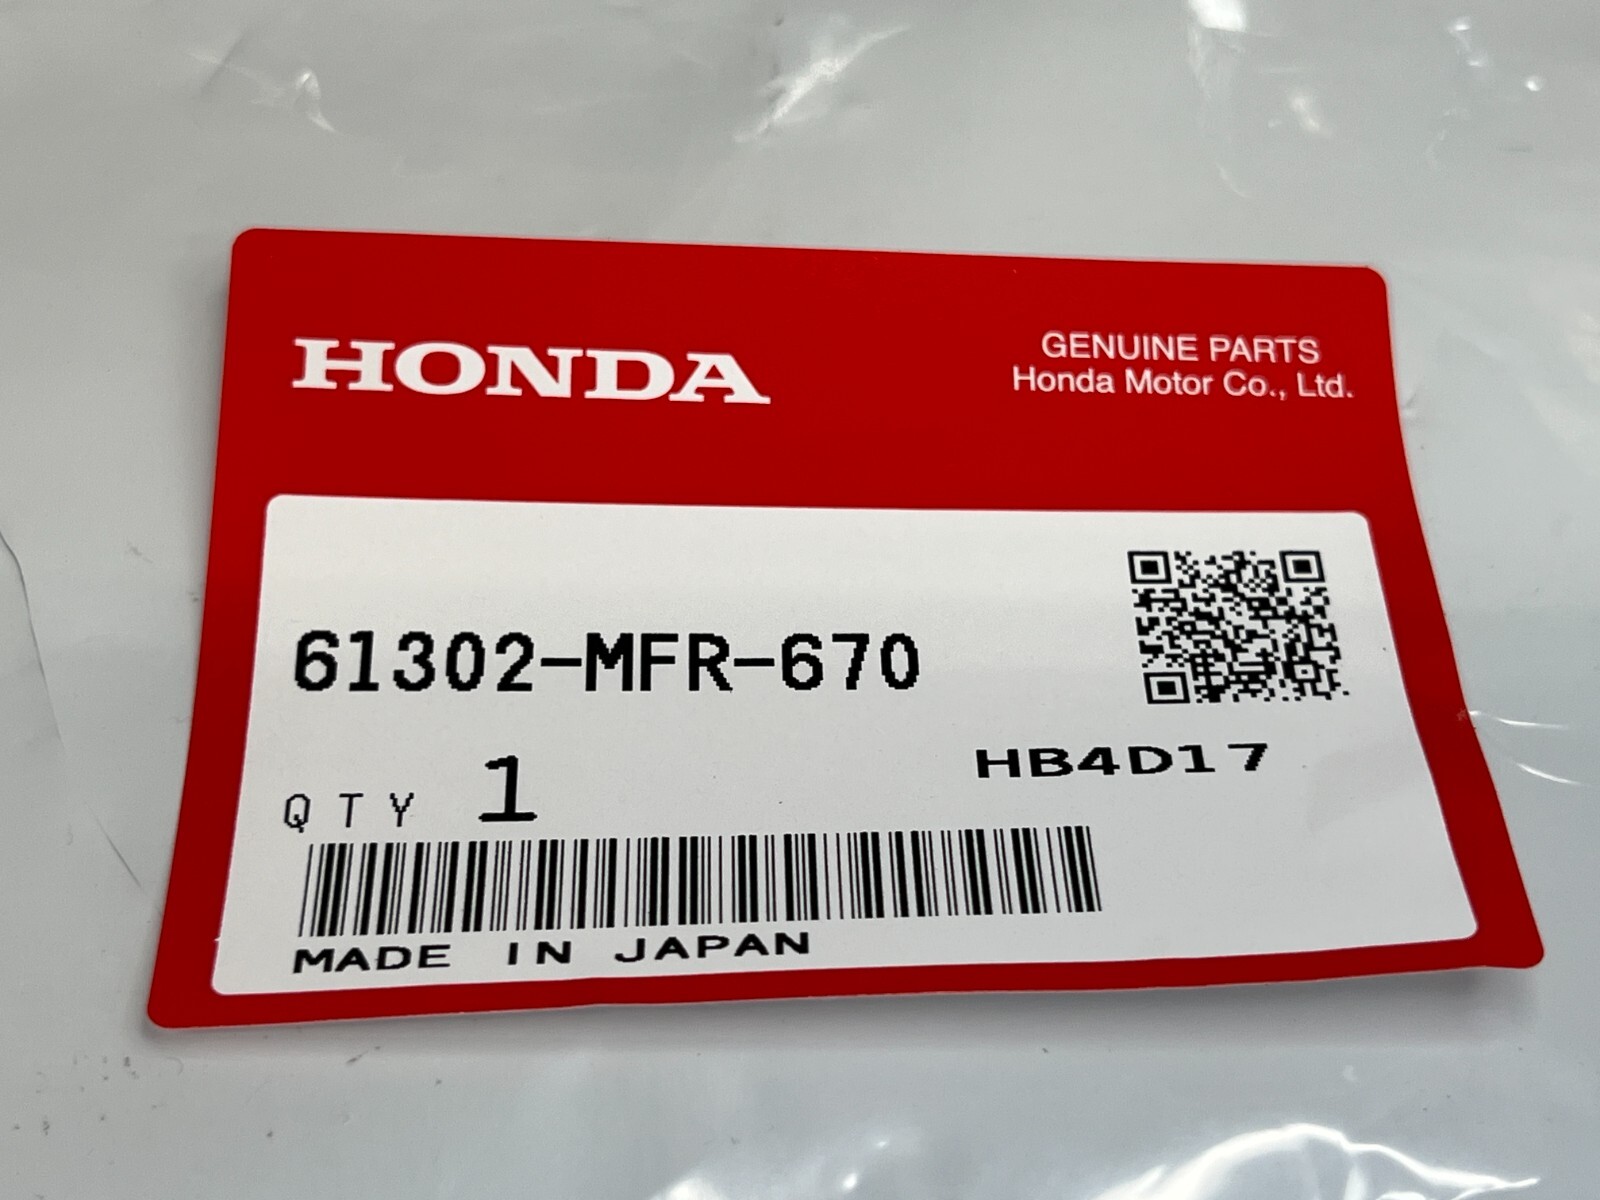 HONDA
GENUINE PARTS
Honda Motor Co., Ltd.
61302-MFR-670
HB4D17
QTY 1
MADE IN JAPAN